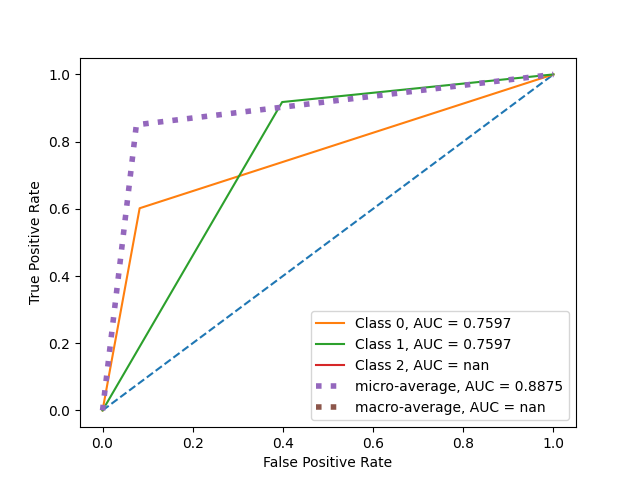 1.0
0.8
0.6
0.4
0.2
0.0
True Positive Rate
Class 0, AUC = 0.7597
Class 1, AUC = 0.7597
Class 2, AUC = nan
micro-average, AUC = 0.8875
macro-average, AUC = nan
0.0 0.2 0.4 0.6 0.8 1.0
False Positive Rate